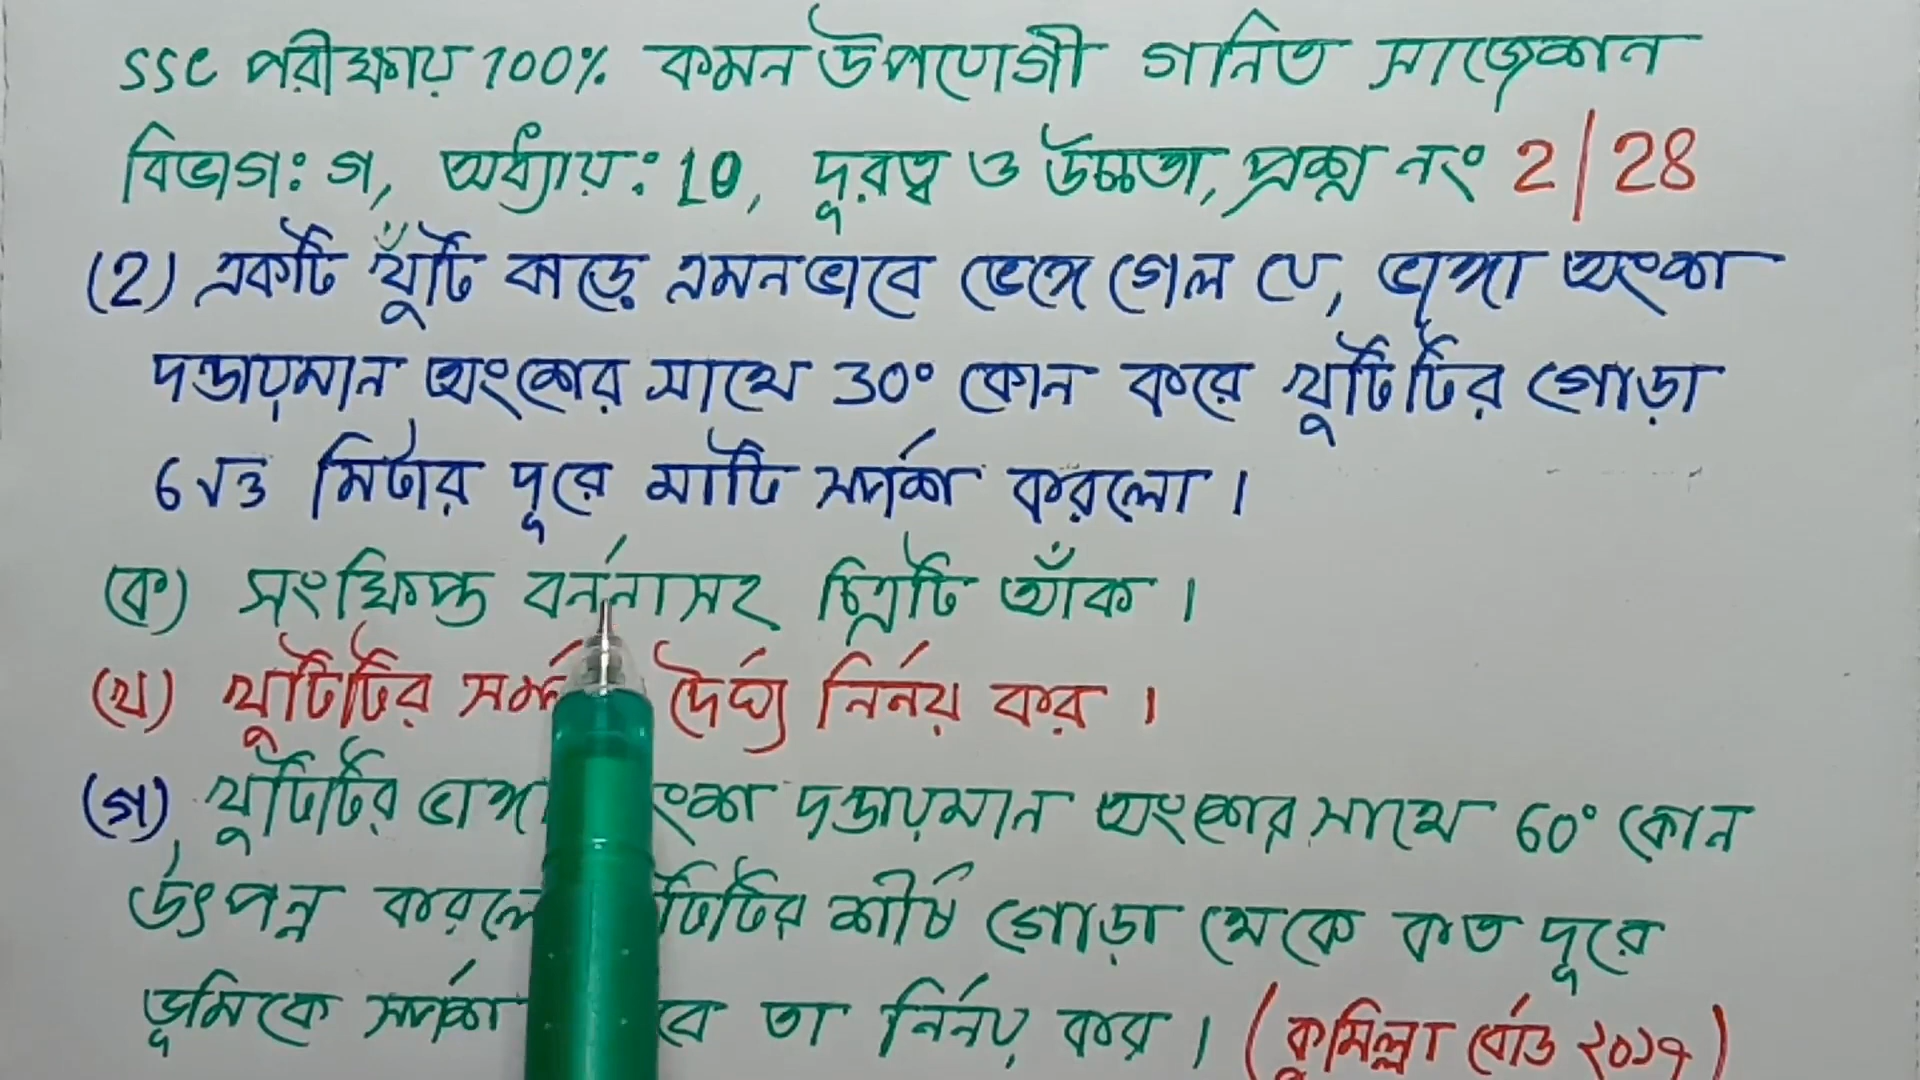 SSC পরীক্ষায় 100% কমন উপযোগী গনিত সাজেশান
বিভাগ: গ, অধ্যায়: 10, দূরত্ব ও উচ্চতা, প্রশ্ন নং 2/28
(2) একটি খুঁটি ঝড়ে এমনভাবে ভেঙ্গে গেল যে, ভাঙ্গা অংশ
দন্ডায়মান অংশের সাথে 30° কোন করে খুটিটির গোড়া
6√3 মিটার দূরে মাটি স্পর্শ করলো।
(ক) সংক্ষিপ্ত বর্ননাসহ চিত্রটি আঁক।
(খ) খুটিটির দৈর্ঘ্য নির্নয় কর।
(গ) খুটিটির ভাঙ্গা দন্ডায়মান অংশের সাথে 60° কোন
উৎপন্ন শীর্ষ গোড়া থেকে কত দূরে
ভূমিকে স্পর্শ তা নির্নয় কর। (কুমিল্লা বোর্ড ২০১৭)